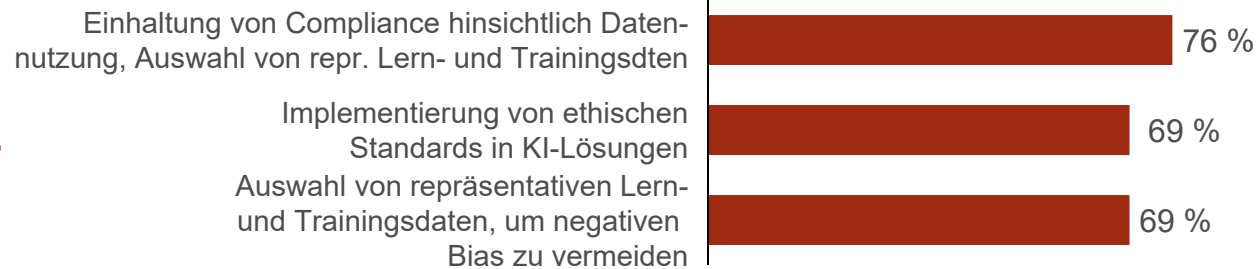 Einhaltung von Compliance hinsichtlich Daten-
nutzung, Auswahl von repr. Lern- und Trainingsdten
76 %
Implementierung von ethischen
Standards in KI-Lösungen
69 %
Auswahl von repräsentativen Lern-
und Trainingsdaten, um negativen
Bias zu vermeiden
69 %